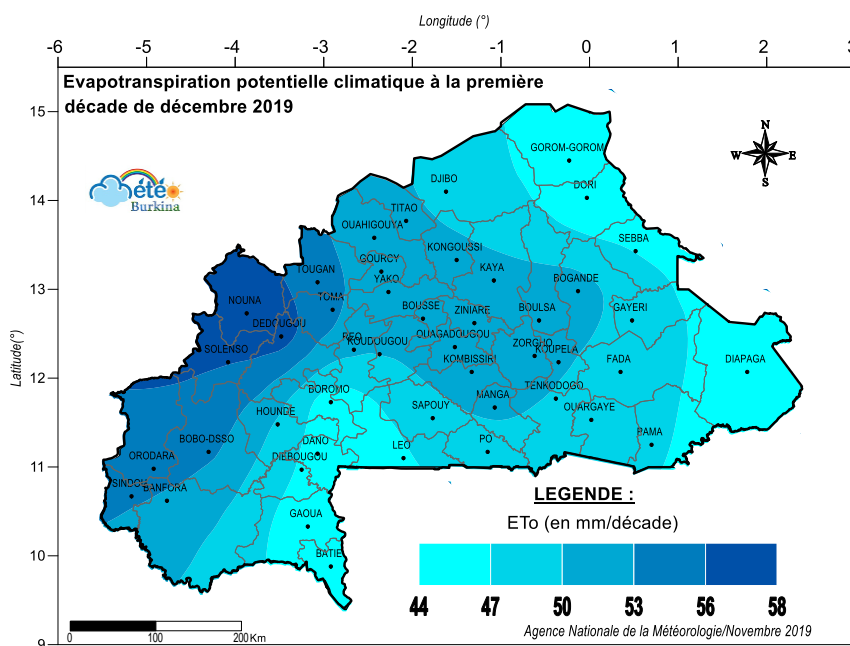 Longitude (°)
-6 -5 -4 -3 -2 -1 0 1 2 3
Evapotranspiration potentielle climatique à la première
décade de décembre 2019
15
14
13
12
11
10
9
Latitude(°)
N
W E
S
été
Burkina
GOROM-GOROM
DJIBO
DORI
TITAO
OUAHIGOUYA
SEBBA
KONGOUSSI
GOURCY
TOUGAN
KAYA
YAKO
BOGANDE
NOUNA
TOMA
BOUSSE
ZINIARE
BOULSA
GAYERI
DEDOUGOU
OUAGADOUGOU
REO
KOUDOUGOU
ZORGHO
KOUPELA
SOLENSO
KOMBISSIRI
FADA
DIAPAGA
BOROMO
MANGA
TENKODOGO
HOUNDE
SAPOUY
OUARGAYE
BOBO-DSSO
DANO
LEO
PO
PAMA
ORODARA
DIEBOUGOU
SINDOU
BANFORA
GAOUA
BATIE
LEGENDE :
ETo (en mm/décade)
44 47 50 53 56 58
0 100 200 Km
Agence Nationale de la Météorologie/Novembre 2019